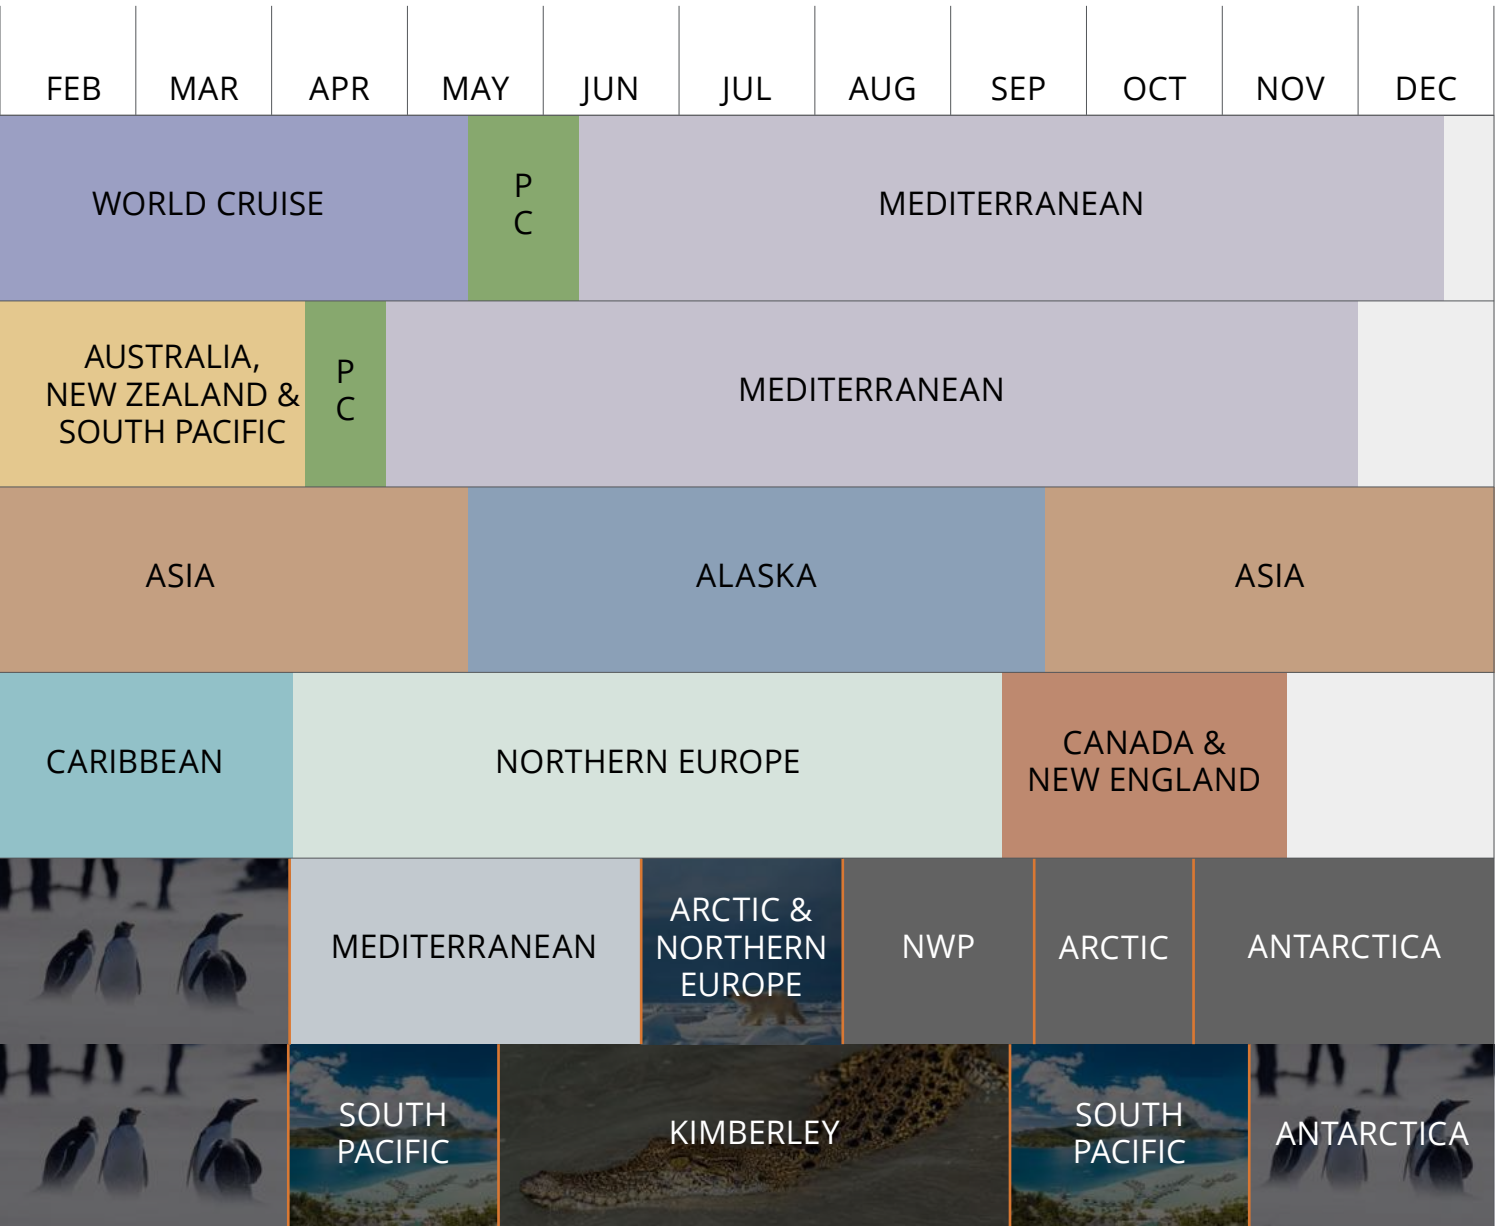 FEB MAR APR MAY JUN JUL AUG SEP OCT NOV DEC
WORLD CRUISE
P
C
MEDITERRANEAN
AUSTRALIA,
NEW ZEALAND &
SOUTH PACIFIC
P
C
MEDITERRANEAN
ASIA
ALASKA
ASIA
CARIBBEAN
NORTHERN EUROPE
CANADA &
NEW ENGLAND
MEDITERRANEAN
ARCTIC &
NORTHERN
EUROPE
NWP
ARCTIC
ANTARCTICA
SOUTH
PACIFIC
KIMBERLEY
SOUTH
PACIFIC
ANTARCTICA